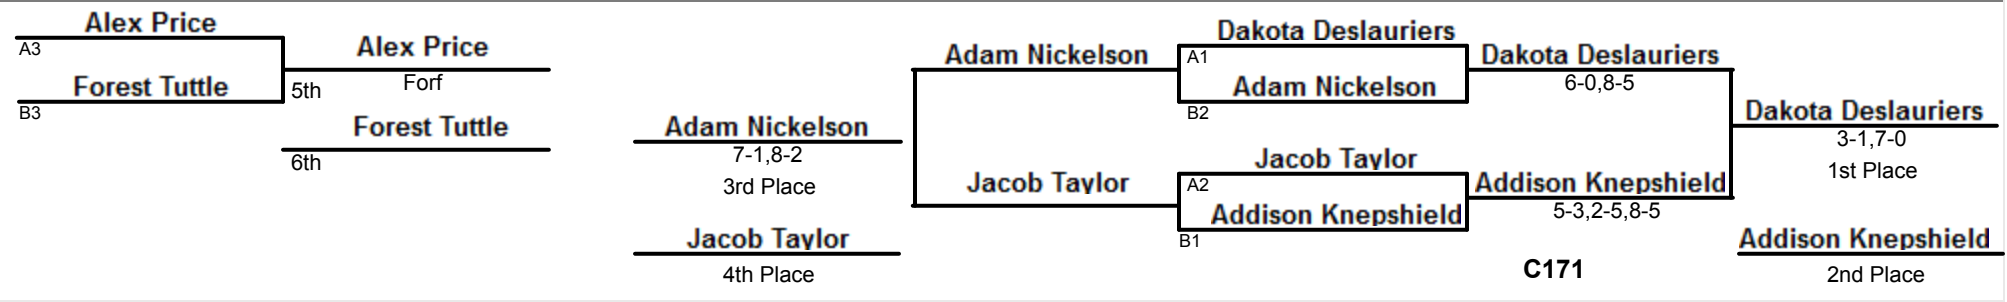 Alex Price
A3
Forest Tuttle
B3
Alex Price
5th
Forf
Forest Tuttle
6th
Adam Nickelson
7-1,8-2
3rd Place
Jacob Taylor
4th Place
Adam Nickelson
Jacob Taylor
Dakota Deslauriers
A1
Adam Nickelson
B2
Jacob Taylor
A2
Addison Knepshield
B1
Dakota Deslauriers
6-0,8-5
Addison Knepshield
5-3,2-5,8-5
C171
Dakota Deslauriers
3-1,7-0
1st Place
Addison Knepshield
2nd Place